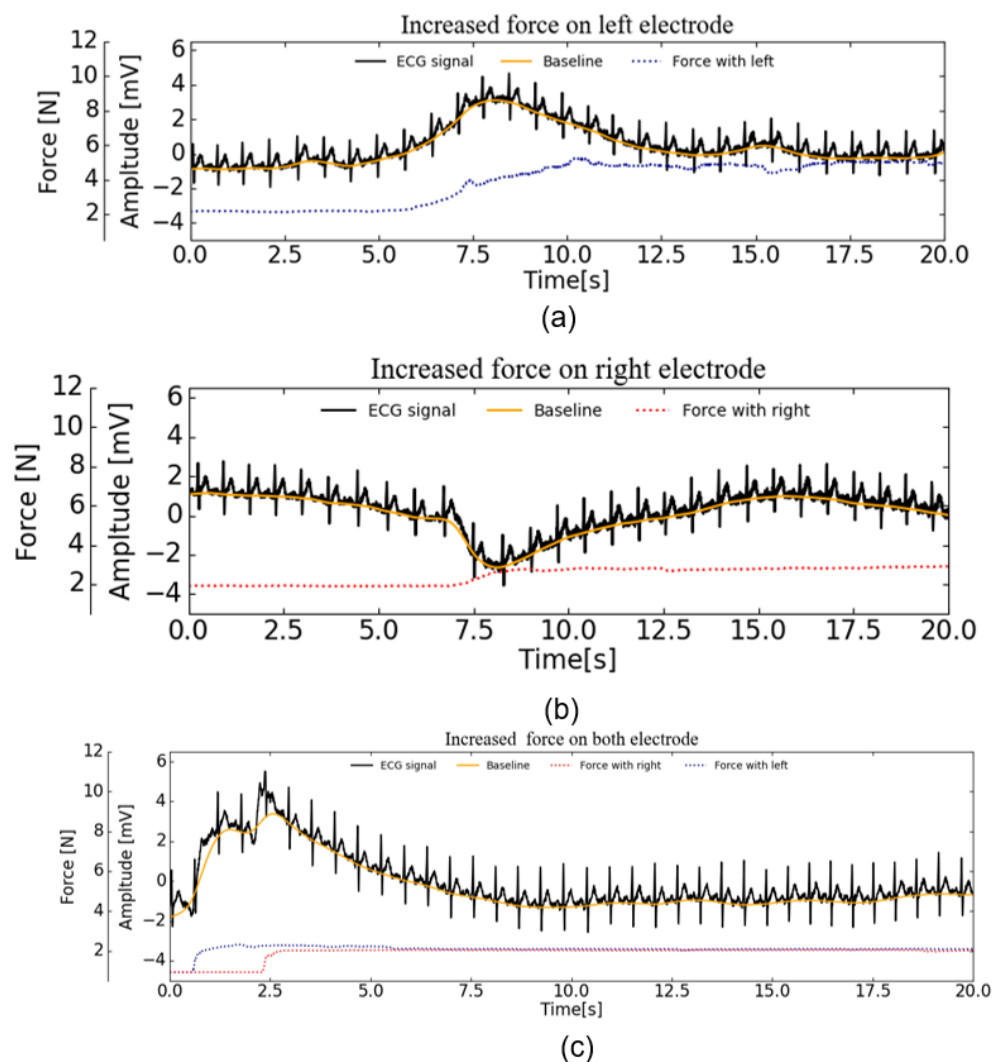 Increased force on left electrode
ECG signal Baseline Force with left
Force [N]
12
10
8
6
4
2
Amplitude [mV]
6
4
2
0
−2
−4
0.0 2.5 5.0 7.5 10.0 12.5 15.0 17.5 20.0
Time[s]
(a)
Increased force on right electrode
ECG signal Baseline Force with right
Force [N]
12
10
8
6
4
2
Ampltitude [mV]
6
4
2
0
−2
−4
0.0 2.5 5.0 7.5 10.0 12.5 15.0 17.5 20.0
Time[s]
(b)
Increased force on both electrode
ECG signal Baseline Force with right Force with left
Force [N]
12
10
8
6
4
2
Ampltitude [mV]
6
4
2
0
−2
−4
0.0 2.5 5.0 7.5 10.0 12.5 15.0 17.5 20.0
Time[s]
(c)